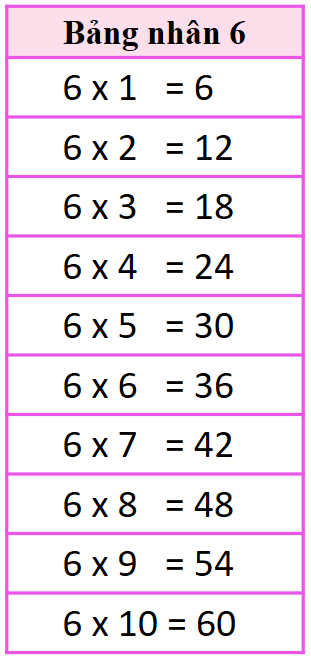 Bảng nhân 6
6 x 1 = 6
6 x 2 = 12
6 x 3 = 18
6 x 4 = 24
6 x 5 = 30
6 x 6 = 36
6 x 7 = 42
6 x 8 = 48
6 x 9 = 54
6 x 10 = 60